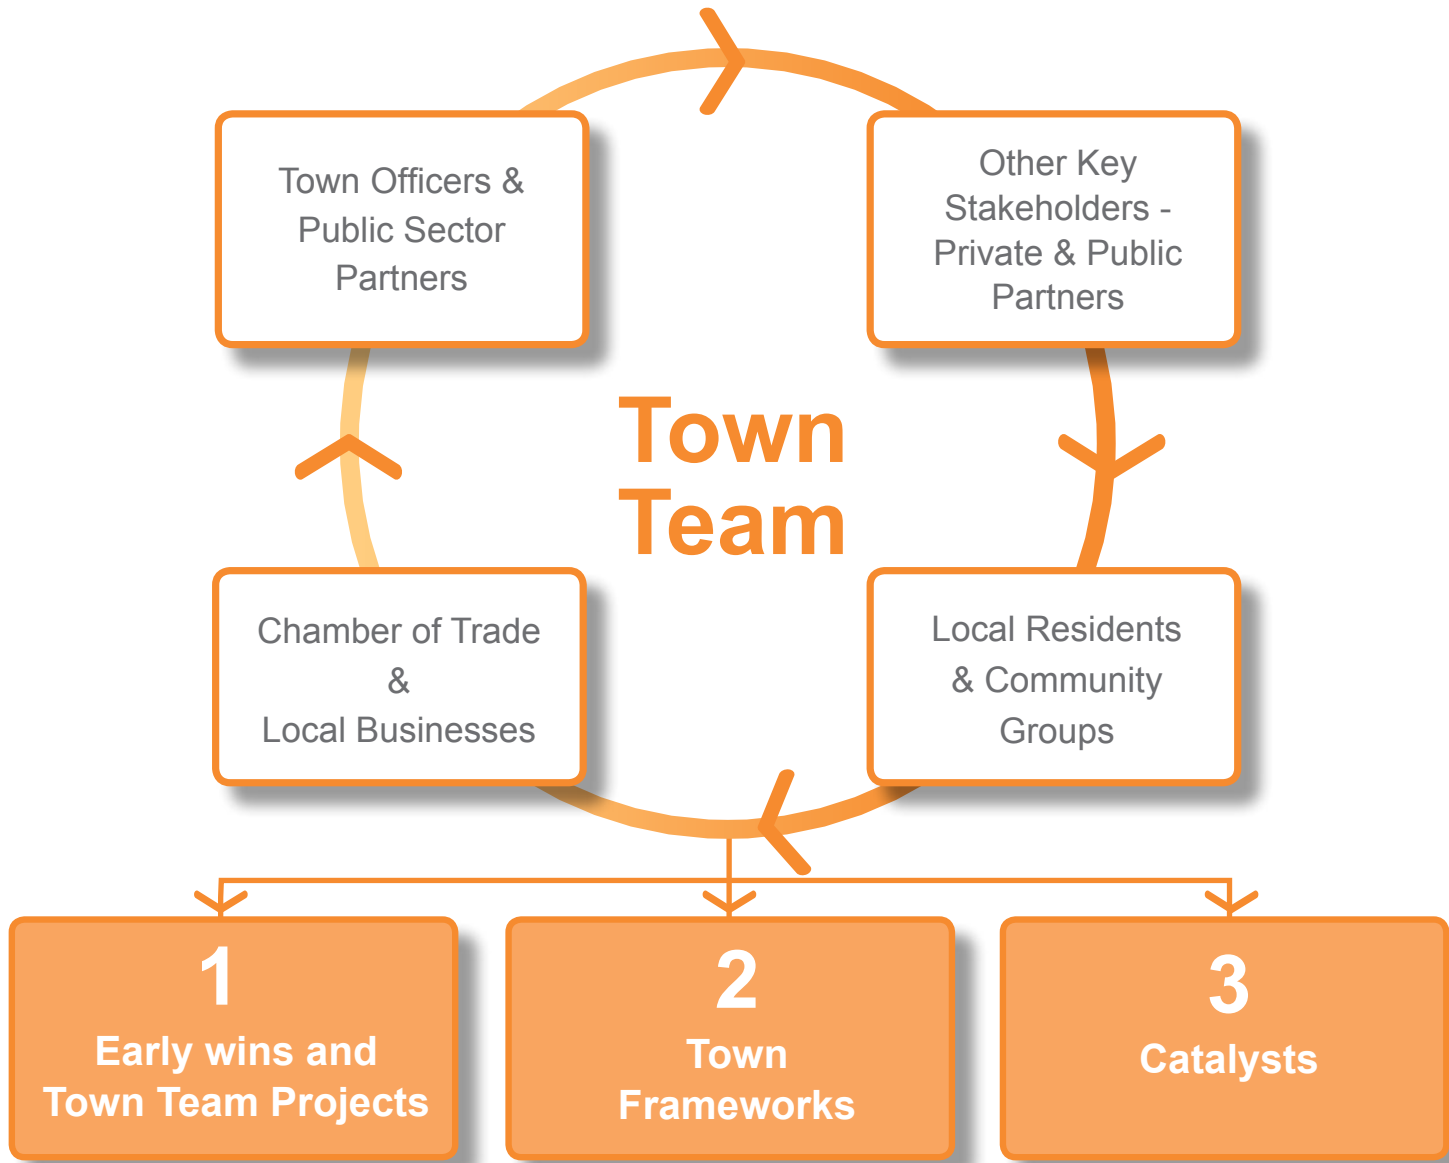 Town Officers &
Public Sector
Partners
Other Key
Stakeholders -
Private & Public
Partners
Town
Team
Chamber of Trade
&
Local Businesses
Local Residents
& Community
Groups
1
Early wins and
Town Team Projects
2
Town
Frameworks
3
Catalysts